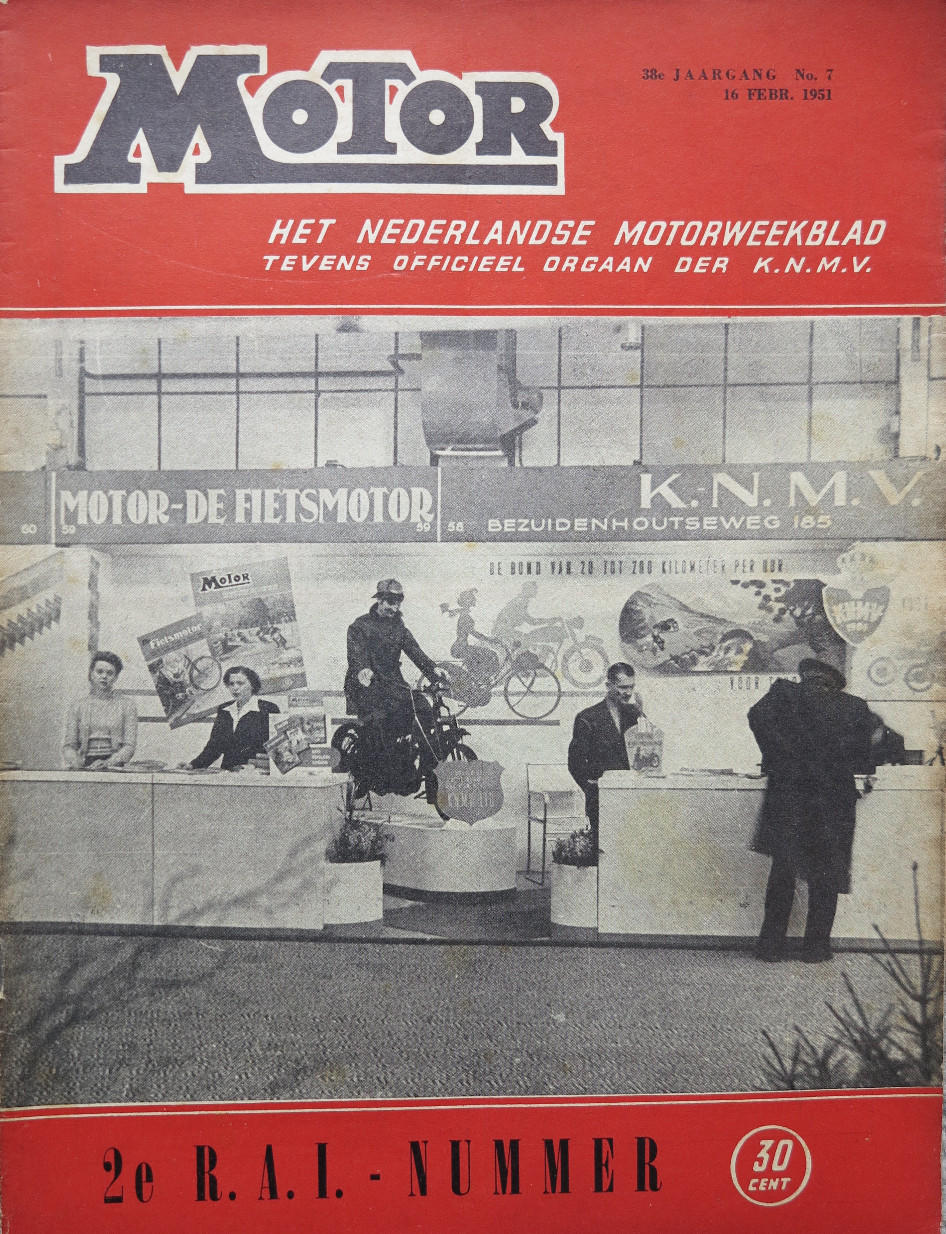 MOTOR
38e JAARGANG No. 7
16 FEBR. 1951
HET NEDERLANDSE MOTORWEEKBLAD
TEVENS OFFICIEEL ORGAAN DER K.N.M.V.
60 59 MOTOR-DE FIETSMOTOR 59 58
K.-N.M.V.
BEZUIDENHOUTSEWEG 185
DE BOND VAN 20 TOT 200 KILOMETER PER UUR
MOTOR
Fietsmotor
KNMV
VOOR
2e R.A.I.-NUMMER
30
CENT